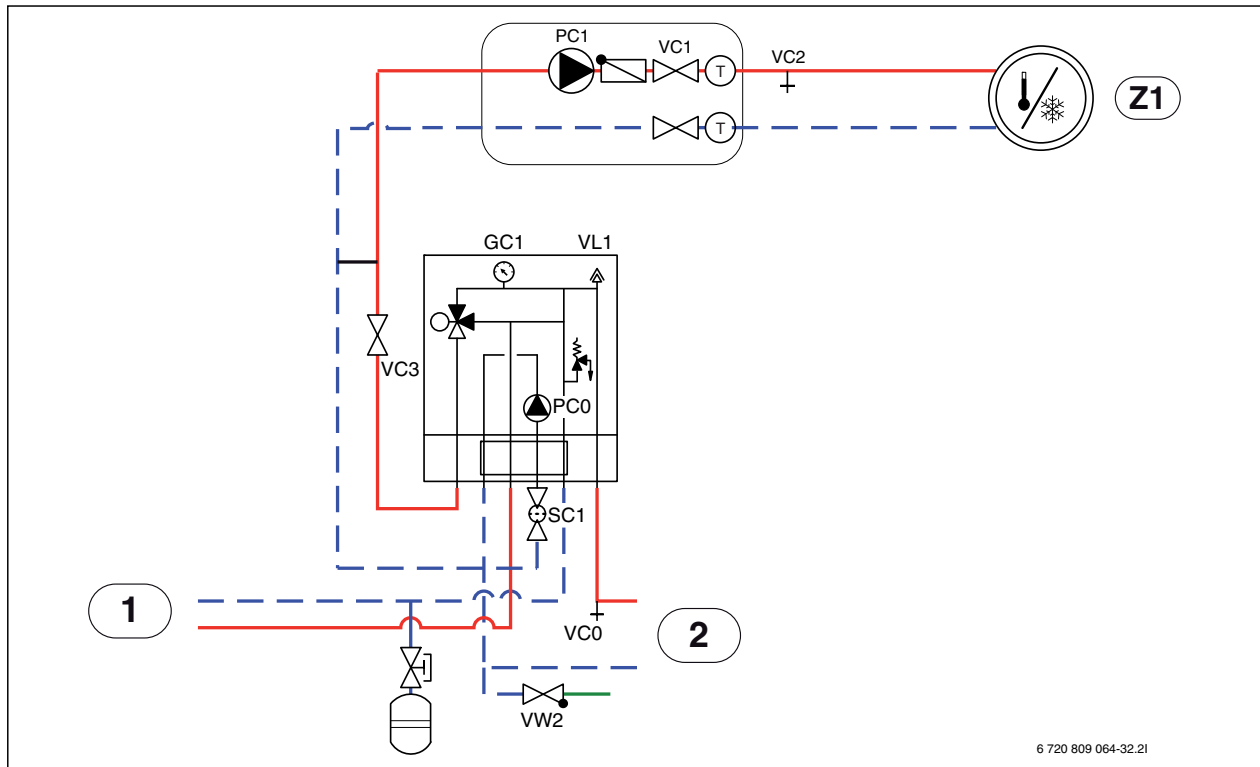 PC1
VC1
VC2
T
Z1
T
GC1
VL1
VC3
PC0
SC1
1
VC0
2
VW2
6 720 809 064-32.2I